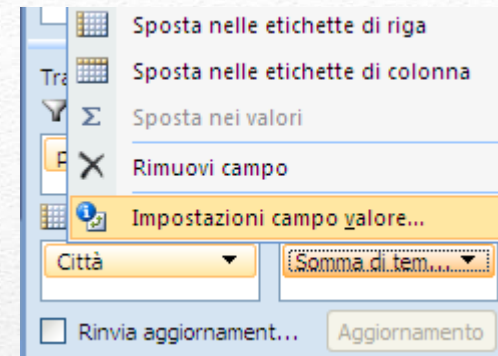 Sposta nelle etichette di riga
Sposta nelle etichette di colonna
Σ Sposta nei valori
Rimuovi campo
Impostazioni campo valore...
Città
Somma di tem...
Rinvia aggiornament...
Aggiornamento